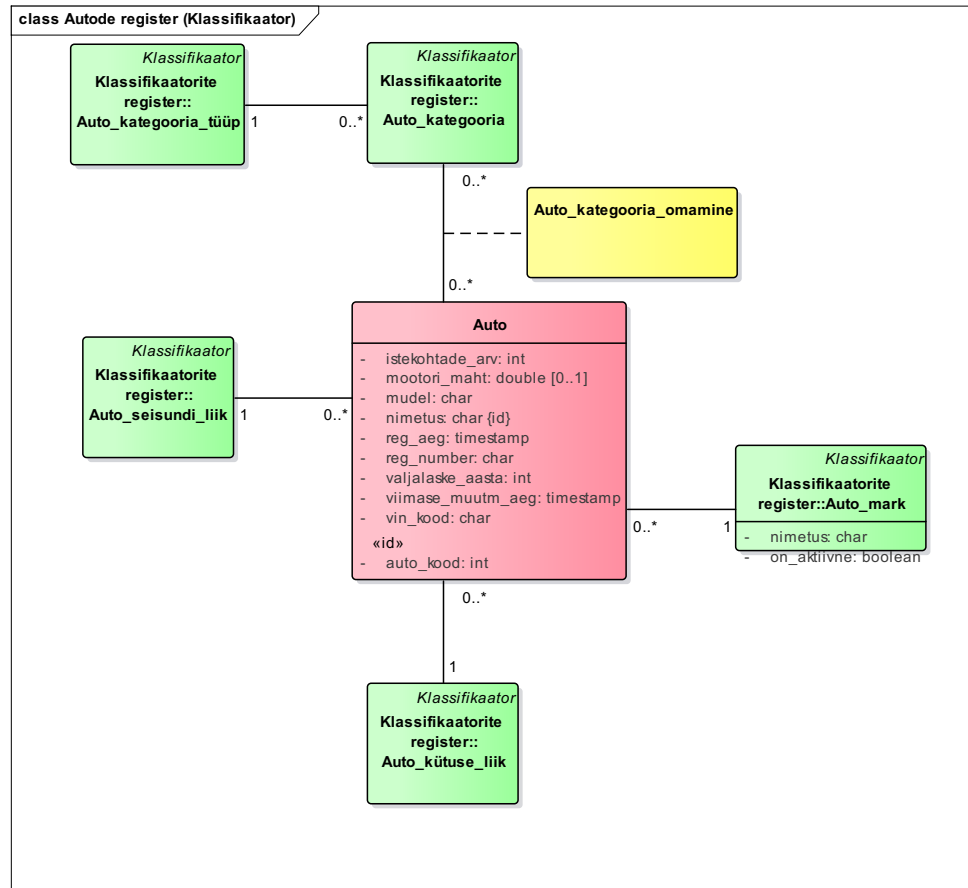 class Autode register (Klassifikaator)
Klassifikaator
Klassifikaatorite
register::
Auto_kategooria_tüüp
1
0..*
Klassifikaator
Klassifikaatorite
register::
Auto_kategooria
0..*
Auto_kategooria_omamine
0..*
Klassifikaator
Klassifikaatorite
register::
Auto_seisundi_liik
1
0..*
Auto
- istekohtade_arv: int
- mootori_maht: double [0..1]
- mudel: char
- nimetus: char {id}
- reg_aeg: timestamp
- reg_number: char
- valjalaske_aasta: int
- viimase_muutm_aeg: timestamp
- vin_kood: char
«id»
- auto_kood: int
0..*
1
Klassifikaator
Klassifikaatorite
register::Auto_mark
- nimetus: char
- on_aktiivne: boolean
0..*
1
Klassifikaator
Klassifikaatorite
register::
Auto_kütuse_liik